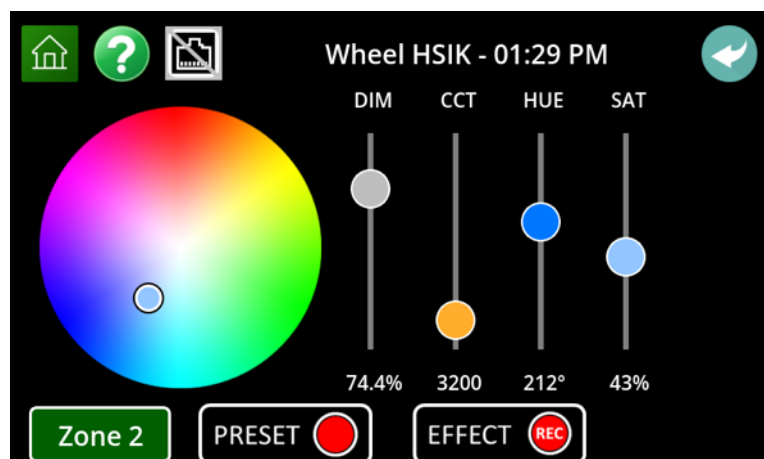 ?
Wheel HSIK - 01:29 PM
DIM CCT HUE SAT
74.4% 3200 212° 43%
Zone 2 PRESET EFFECT REC